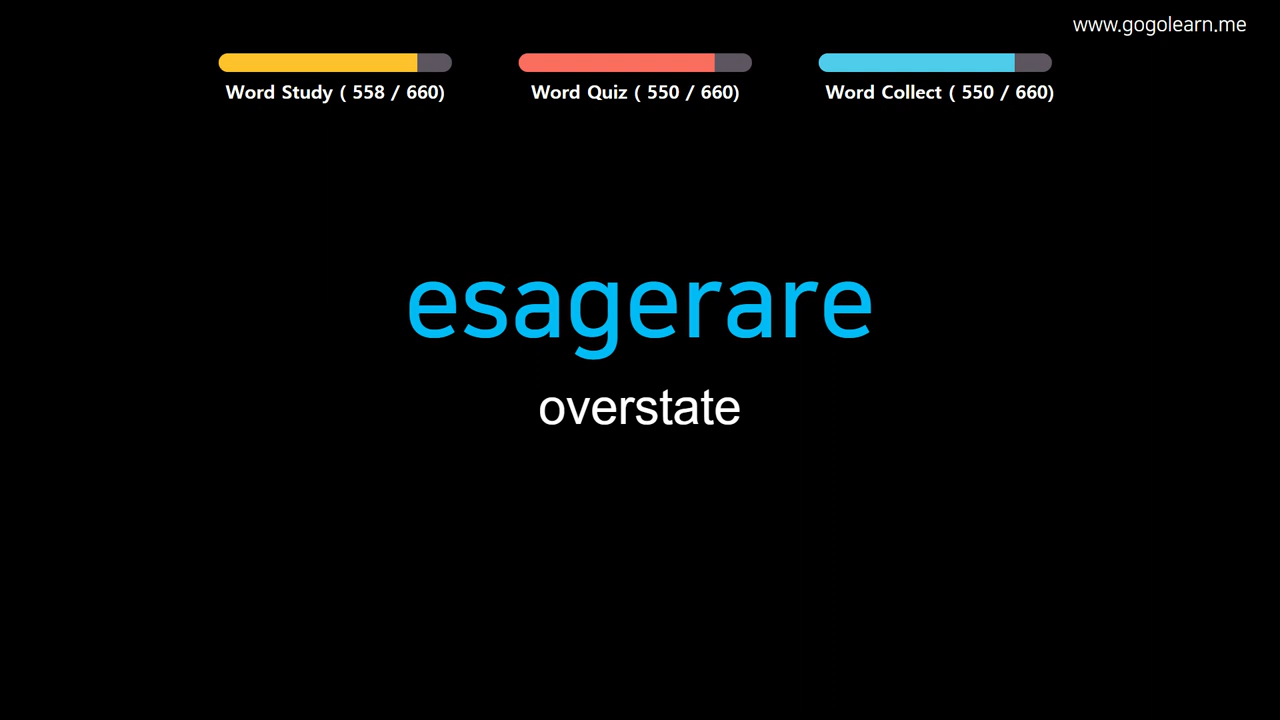 www.gogolearn.me
Word Study ( 558 / 660)
Word Quiz ( 550 / 660)
Word Collect ( 550 / 660)
esagerare
overstate